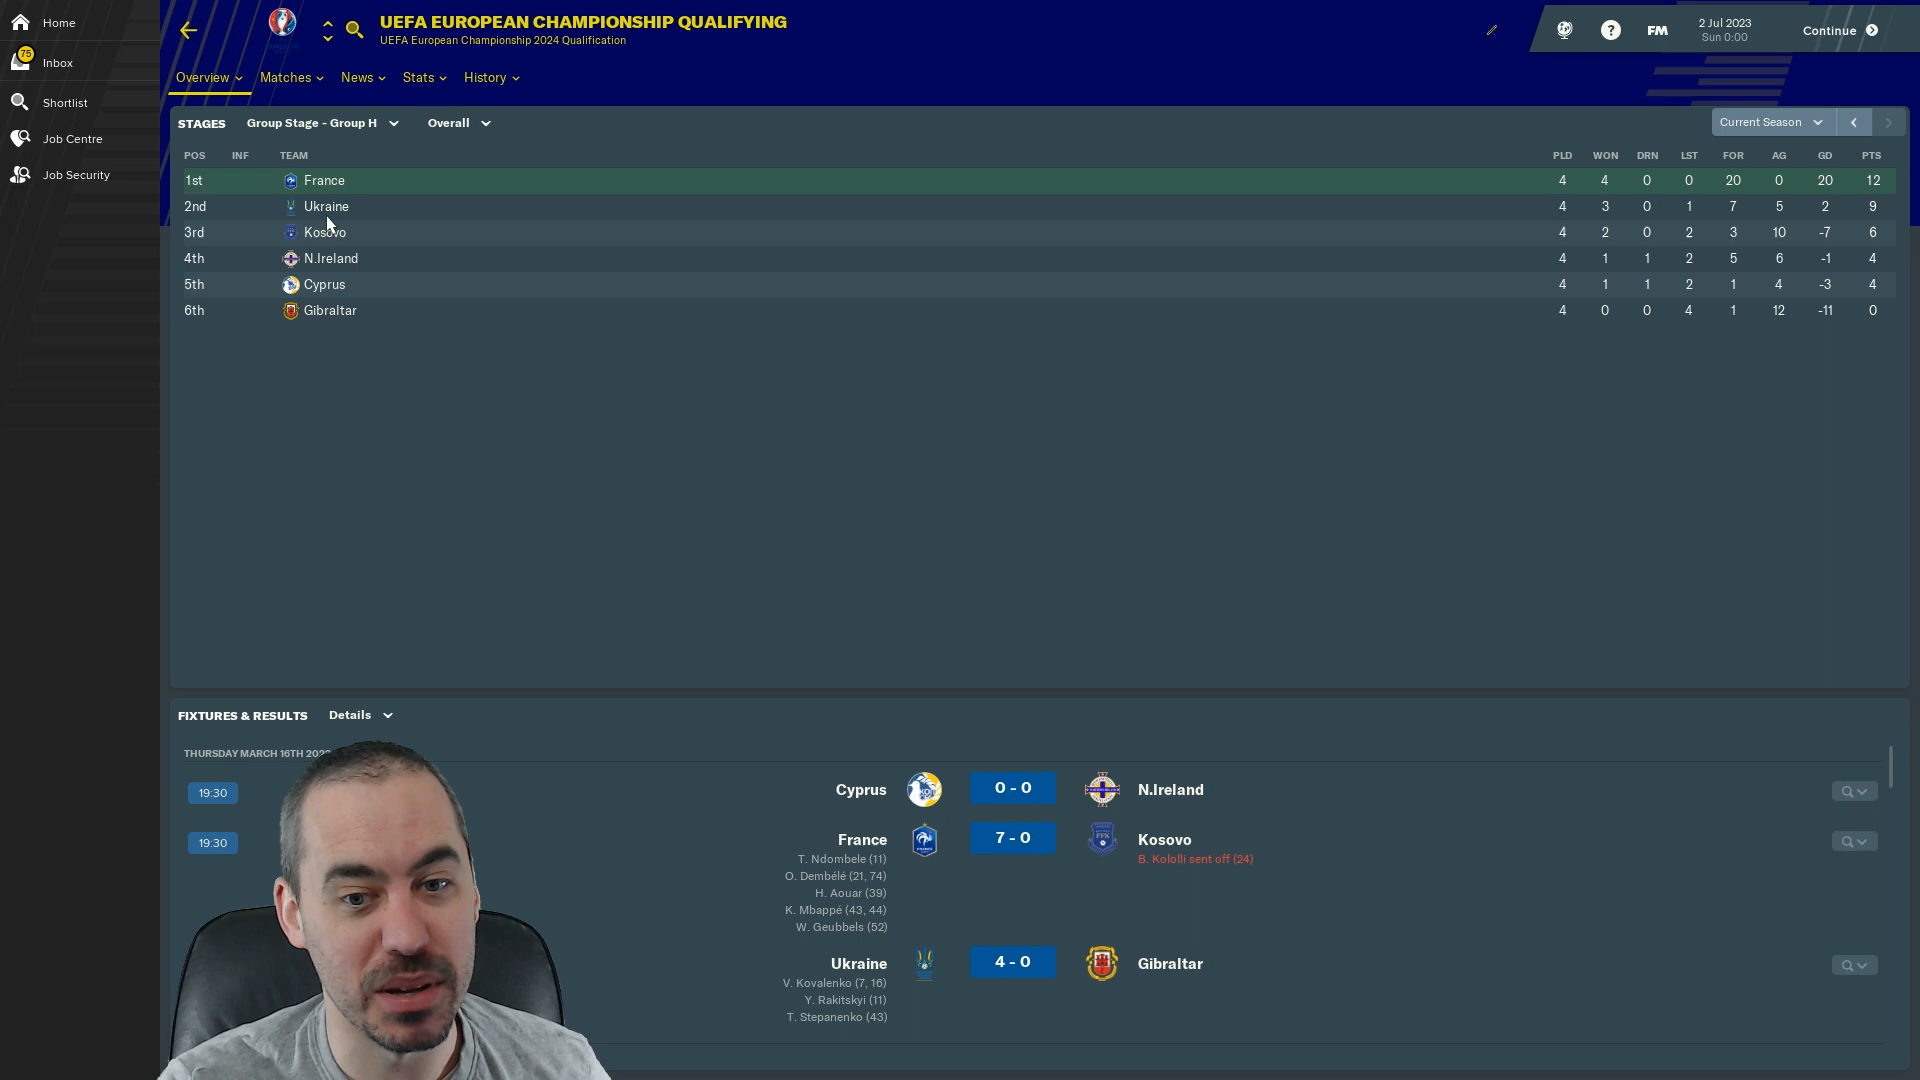 Home
75
Inbox
Shortlist
Job Centre
Job Security
UEFA EUROPEAN CHAMPIONSHIP QUALIFYING
UEFA European Championship 2024 Qualification
?
FM
2 Jul 2023
Sun 0:00
Continue
Overview
Matches
News
Stats
History
STAGES
Group Stage - Group H
Overall
Current Season
POS INF TEAM PLD WON DRN LST FOR AG GD PTS
1st France 4 4 0 0 20 0 20 12
2nd Ukraine 4 3 0 1 7 5 2 9
3rd Kosovo 4 2 0 2 3 10 -7 6
4th N.Ireland 4 1 1 2 5 6 -1 4
5th Cyprus 4 1 1 2 1 4 -3 4
6th Gibraltar 4 0 0 4 1 12 -11 0
FIXTURES & RESULTS
Details
THURSDAY MARCH 16TH
19:30 Cyprus 0 - 0 N.Ireland
19:30 France 7 - 0 Kosovo
T. Ndombele (11) B. Kololli sent off (24)
O. Dembélé (21, 74)
H. Aouar (39)
K. Mbappé (43, 44)
W. Geubbels (52)
Ukraine 4 - 0 Gibraltar
V. Kovalenko (7, 16)
Y. Rakitskyi (11)
T. Stepanenko (43)